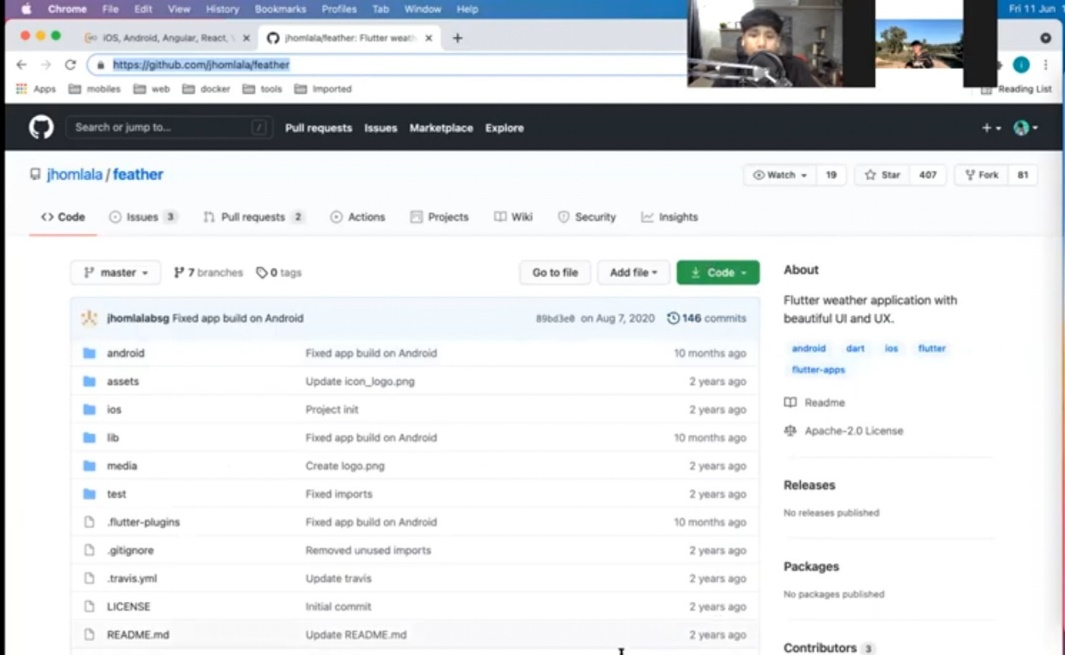 Chrome File Edit View History Bookmarks Profiles Tab Window Help Fri 11 Jun
iOS, Android, Angular, React, jhomlala/feather: Flutter weat
https://github.com/jhomlala/feather
Apps mobiles web docker tools Imported Reading List
Search or jump to... / Pull requests Issues Marketplace Explore
jhomlala / feather Watch 19 Star 407 Fork 81
<> Code Issues 3 Pull requests 2 Actions Projects Wiki Security Insights
master 7 branches 0 tags Go to file Add file Code
About
Flutter weather application with
beautiful UI and UX.
android dart ios flutter
flutter-apps
Readme
Apache-2.0 License
Releases
No releases published
Packages
No packages published
Contributors 3
jhomlalabsg Fixed app build on Android 89bd3e0 on Aug 7, 2020 146 commits
android Fixed app build on Android 10 months ago
assets Update icon_logo.png 2 years ago
ios Project init 2 years ago
lib Fixed app build on Android 10 months ago
media Create logo.png 2 years ago
test Fixed imports 2 years ago
.flutter-plugins Fixed app build on Android 10 months ago
.gitignore Removed unused imports 2 years ago
.travis.yml Update travis 2 years ago
LICENSE Initial commit 2 years ago
README.md Update README.md 2 years ago